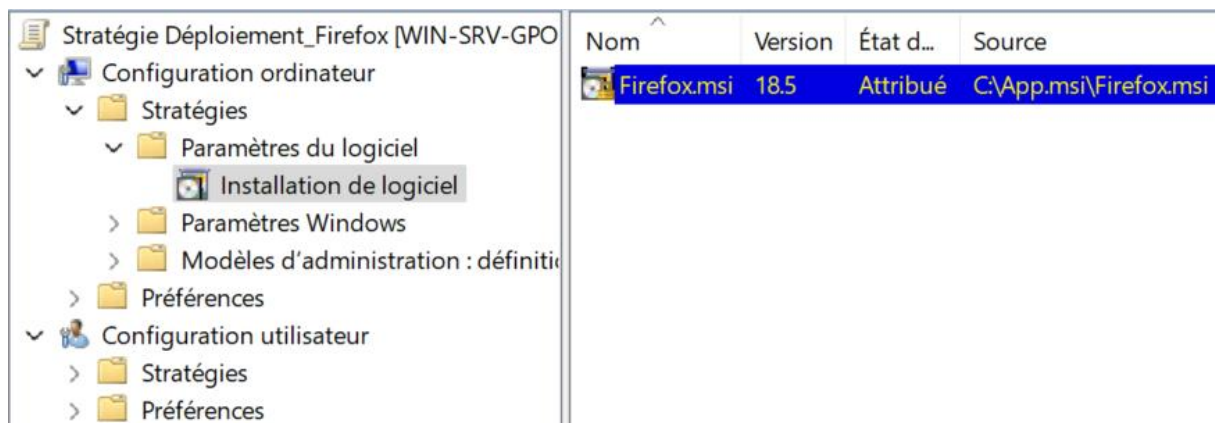 Stratégie Déploiement_Firefox [WIN-SRV-GPO
Configuration ordinateur
Stratégies
Paramètres du logiciel
Installation de logiciel
Paramètres Windows
Modèles d'administration : définitio
Préférences
Configuration utilisateur
Stratégies
Préférences
Nom Version État d... Source
Firefox.msi 18.5 Attribué C:\App.msi\Firefox.msi